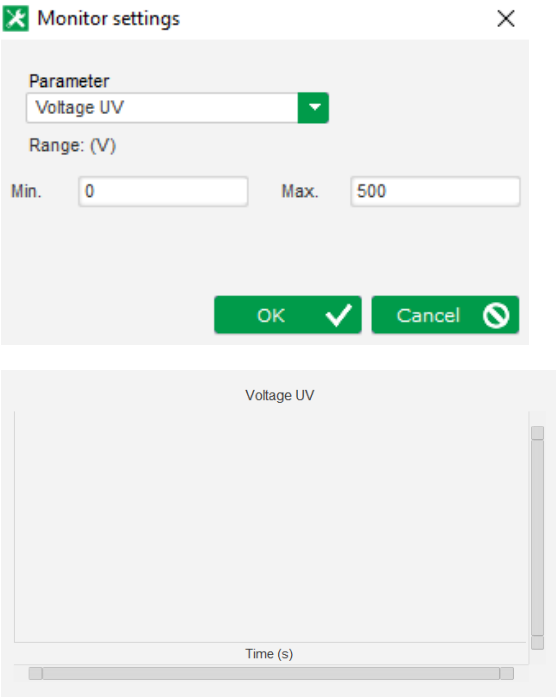 Monitor settings
Parameter
Voltage UV
Range: (V)
Min. 0 Max. 500
OK Cancel
Voltage UV
Time (s)